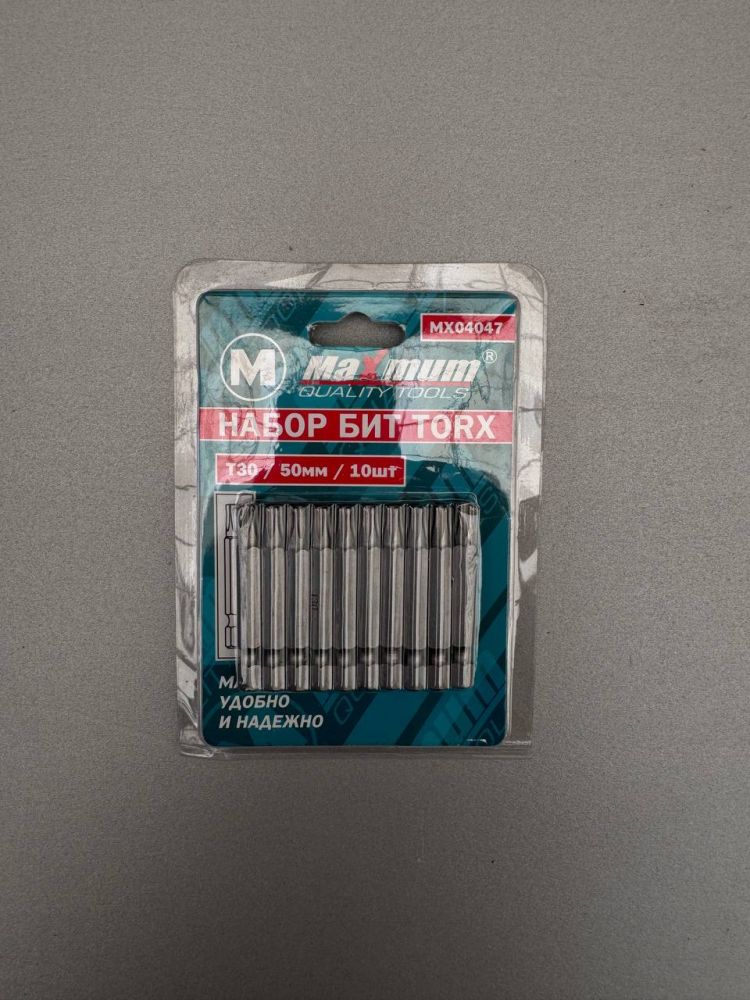 MX04047
M
MaXimum®
QUALITY TOOLS
НАБОР БИТ TORX
T30 / 50мм / 10шт
УДОБНО
И НАДЕЖНО